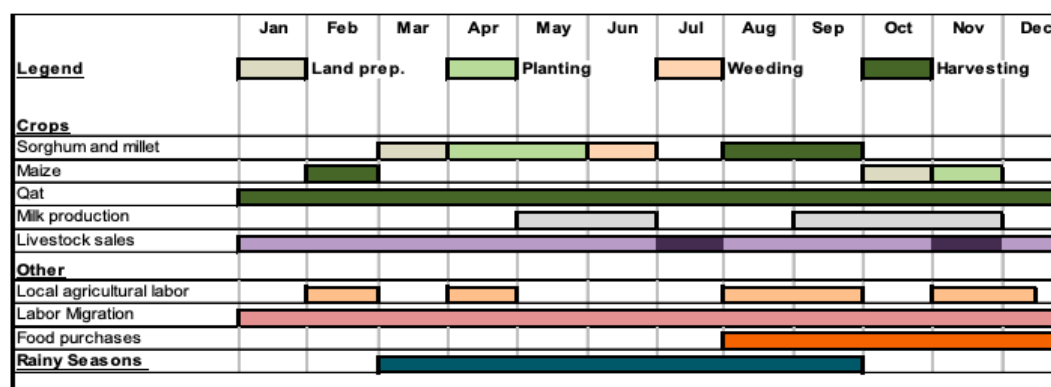 Jan Feb Mar Apr May Jun Jul Aug Sep Oct Nov Dec
Legend Land prep. Planting Weeding Harvesting
Crops
Sorghum and millet
Maize
Qat
Milk production
Livestock sales
Other
Local agricultural labor
Labor Migration
Food purchases
Rainy Seasons